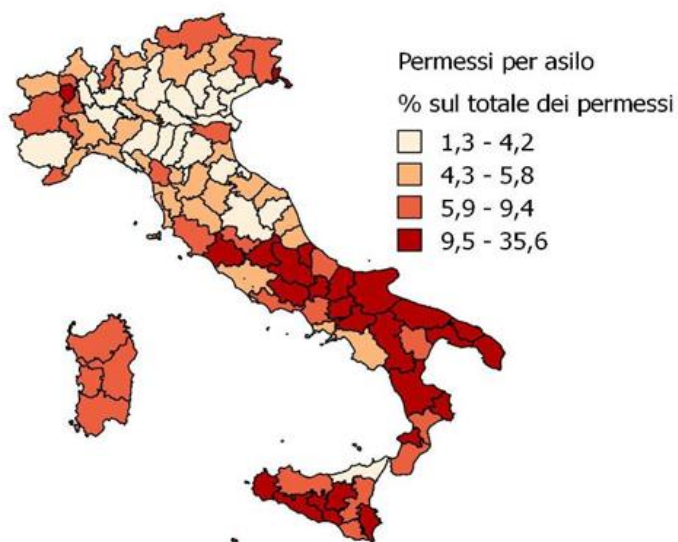 Permessi per asilo
% sul totale dei permessi
1,3 - 4,2
4,3 - 5,8
5,9 - 9,4
9,5 - 35,6